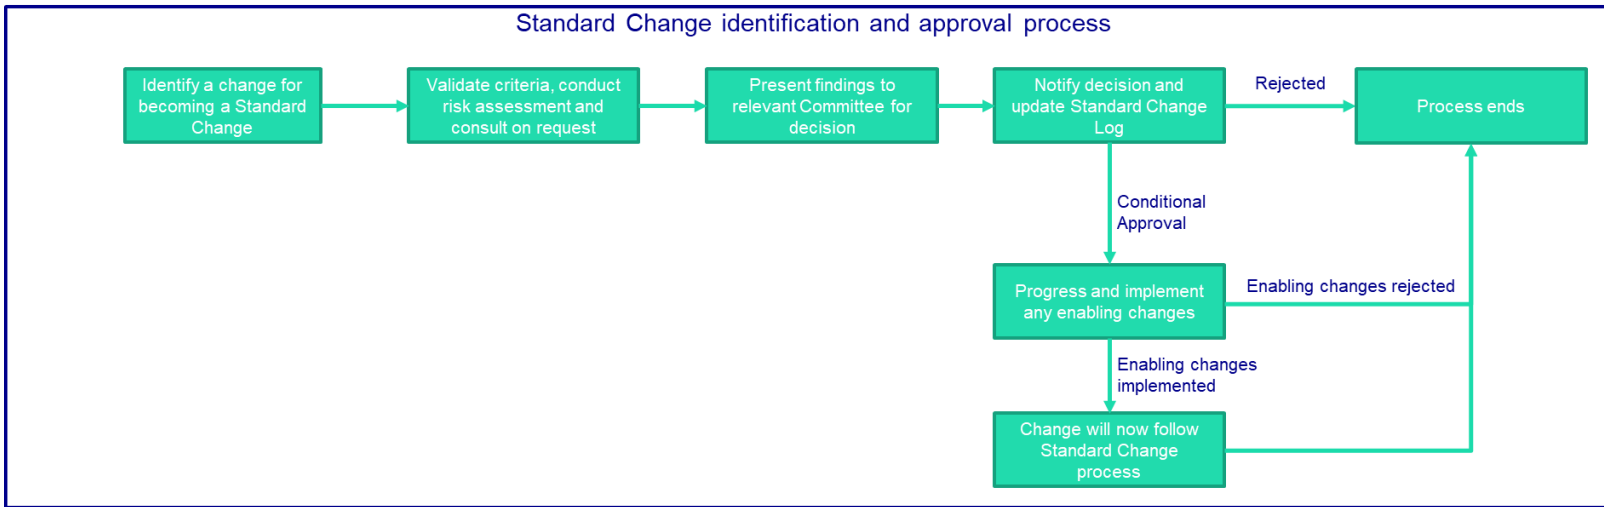 Standard Change identification and approval process
Identify a change for
becoming a Standard
Change
Validate criteria, conduct
risk assessment and
consult on request
Present findings to
relevant Committee for
decision
Notify decision and
update Standard Change
Log
Rejected
Process ends
Conditional
Approval
Progress and implement
any enabling changes
Enabling changes rejected
Enabling changes
implemented
Change will now follow
Standard Change
process